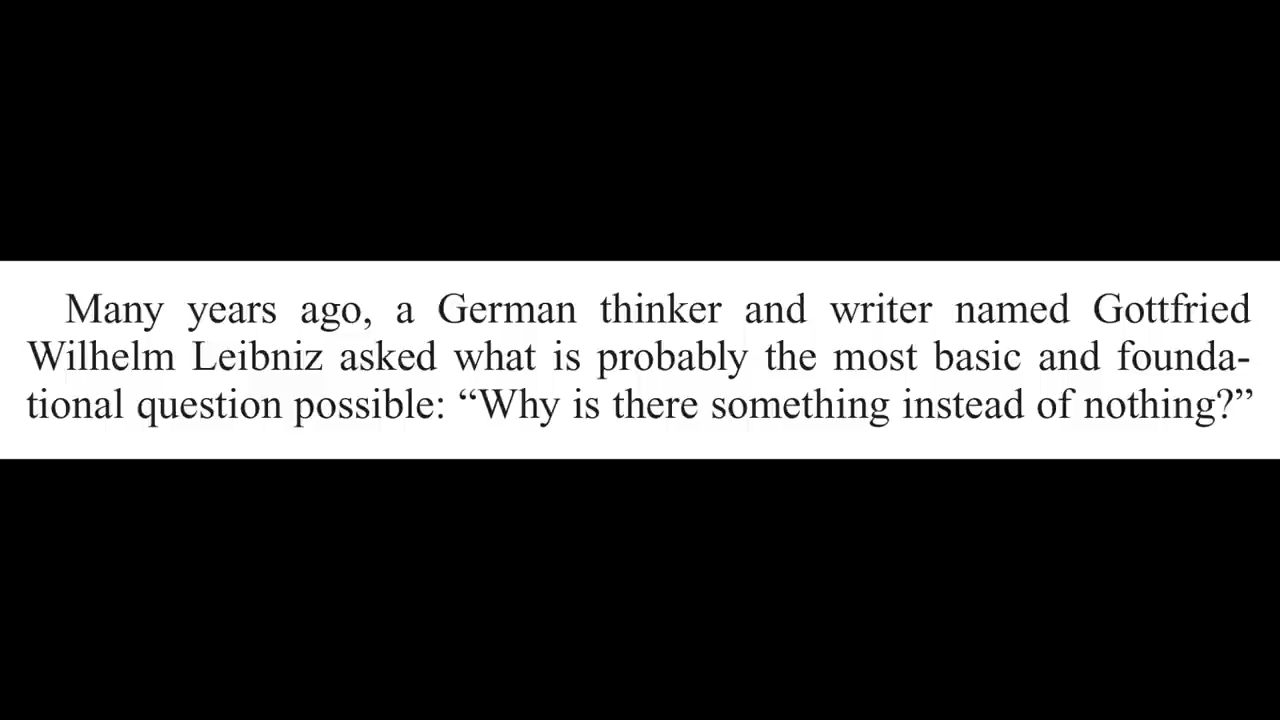 Many years ago, a German thinker and writer named Gottfried
Wilhelm Leibniz asked what is probably the most basic and founda-
tional question possible: “Why is there something instead of nothing?”